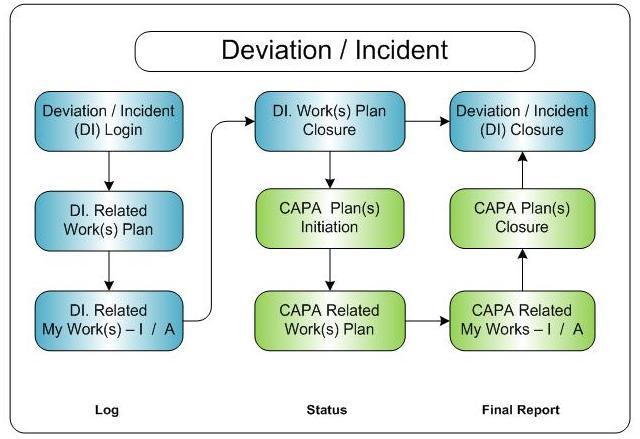 Deviation / Incident
Deviation / Incident
(DI) Login
DI. Related
Work(s) Plan
DI. Related
My Work(s) – I / A
DI. Work(s) Plan
Closure
CAPA Plan(s)
Initiation
CAPA Related
Work(s) Plan
Deviation / Incident
(DI) Closure
CAPA Plan(s)
Closure
CAPA Related
My Works – I / A
Log
Status
Final Report